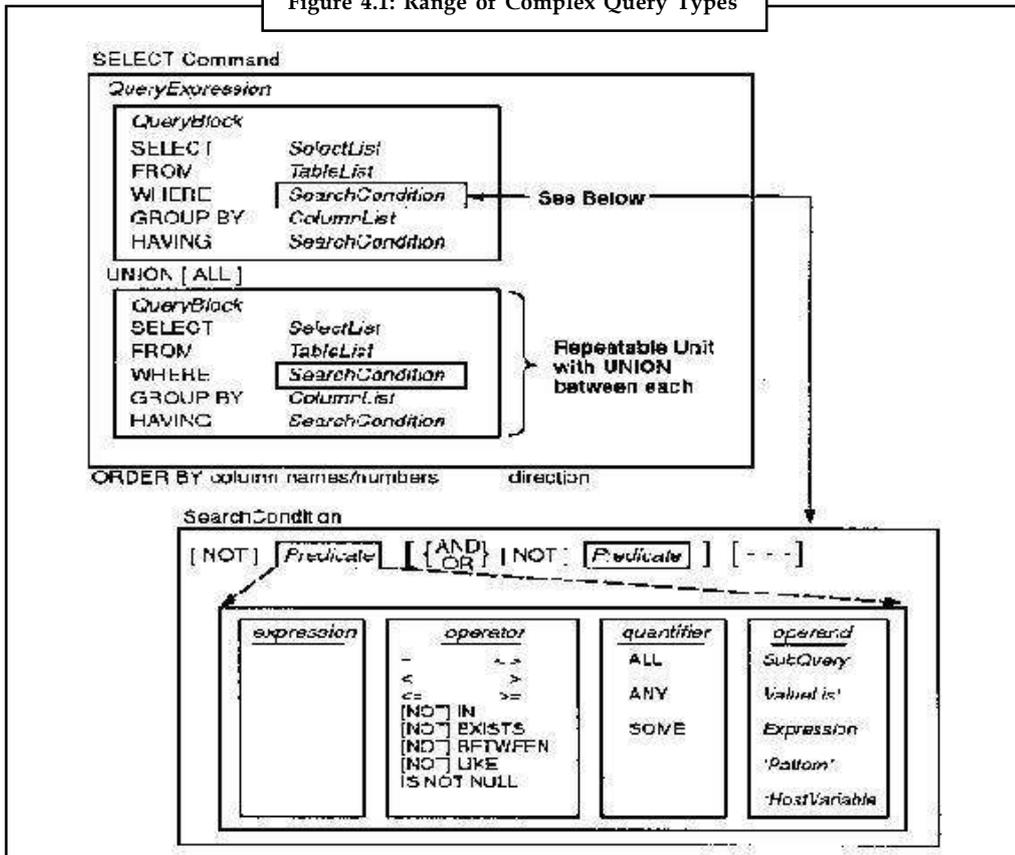 Figure 4.1: Range of Complex Query Types
SELECT Command
QueryExpression
QueryBlock
SELECT SelectList
FROM TableList
WHERE SearchCondition See Below
GROUP BY ColumnList
HAVING SearchCondition
UNION [ ALL ]
QueryBlock
SELECT SelectList
FROM TableList
WHERE SearchCondition
GROUP BY ColumnList
HAVING SearchCondition
Repeatable Unit
with UNION
between each
ORDER BY column names/numbers direction
SearchCondition
[ NOT ] Predicate [ { AND OR } [ NOT ] Predicate ] [ - - - ]
expression
operator
= <>
< >
<= >=
[NOT] IN
[NOT] EXISTS
[NOT] BETWEEN
[NOT] LIKE
IS NOT NULL
quantifier
ALL
ANY
SOME
operand
SubQuery
ValueList
Expression
'Pattern'
:HostVariable